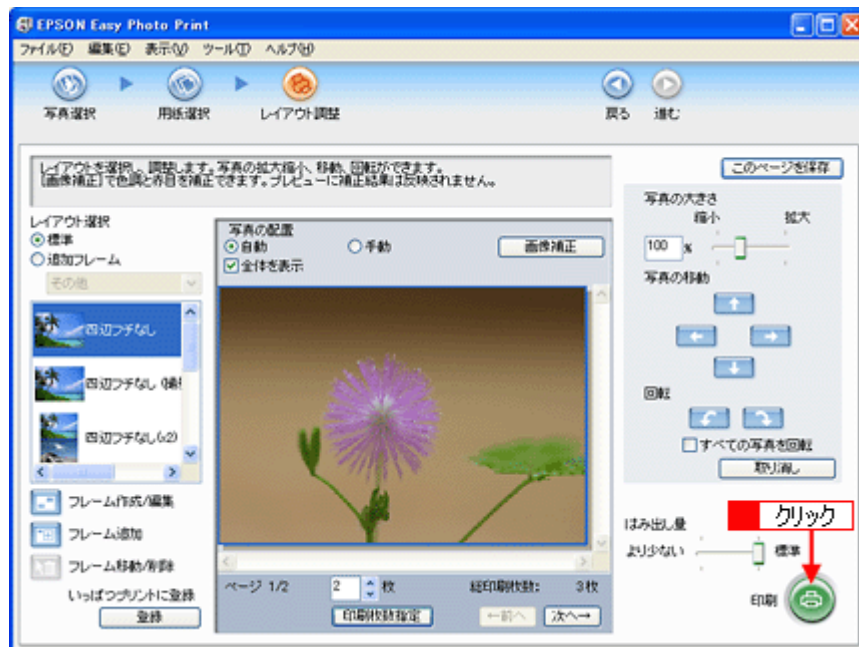 EPSON Easy Photo Print
ファイル(F) 編集(E) 表示(V) ツール(T) ヘルプ(H)
写真選択 用紙選択 レイアウト調整 戻る 進む
レイアウトを選択し、調整します。写真の拡大縮小、移動、回転ができます。
[画像補正]で色調と赤目を補正できます。プレビューに補正結果は反映されません。
このページを保存
レイアウト選択
標準
追加フレーム
その他
四辺フチなし
四辺フチなし
四辺フチなし(x2)
フレーム作成/編集
フレーム追加
フレーム移動/削除
いっぱつプリントに登録
登録
写真の配置
自動 手動 画像補正
全体を表示
ページ 1/2 2 枚 総印刷枚数: 3枚
印刷枚数指定 ←前へ 次へ→
写真の大きさ
縮小 拡大
100 %
写真の移動
回転
すべての写真を回転
取り消し
はみ出し量
クリック
より少ない 標準
印刷